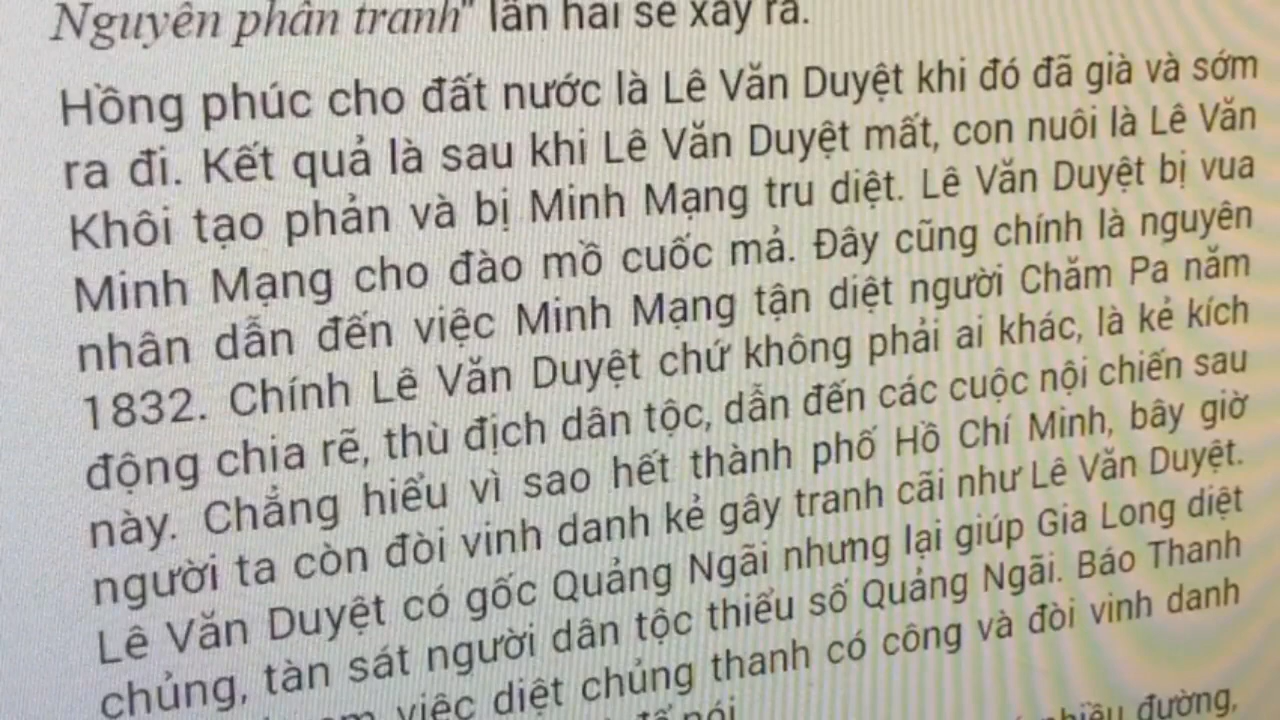 Nguyên phân tranh" lần hai sẽ xảy ra.
Hồng phúc cho đất nước là Lê Văn Duyệt khi đó đã già và sớm
ra đi. Kết quả là sau khi Lê Văn Duyệt mất, con nuôi là Lê Văn
Khôi tạo phản và bị Minh Mạng tru diệt. Lê Văn Duyệt bị vua
Minh Mạng cho đào mồ cuốc mả. Đây cũng chính là nguyên
nhân dẫn đến việc Minh Mạng tận diệt người Chăm Pa năm
1832. Chính Lê Văn Duyệt chứ không phải ai khác, là kẻ kích
động chia rẽ, thù địch dân tộc, dẫn đến các cuộc nội chiến sau
này. Chẳng hiểu vì sao hết thành phố Hồ Chí Minh, bây giờ
người ta còn đòi vinh danh kẻ gây tranh cãi như Lê Văn Duyệt.
Lê Văn Duyệt có gốc Quảng Ngãi nhưng lại giúp Gia Long diệt
chủng, tàn sát người dân tộc thiểu số Quảng Ngãi. Báo Thanh
việc diệt chủng thanh có công và đòi vinh danh
để nói
nhiều đường,